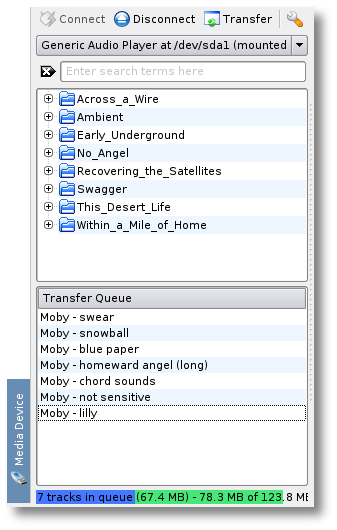 Connect Disconnect Transfer
Generic Audio Player at /dev/sda1 (mounted
Enter search terms here
Across_a_Wire
Ambient
Early_Underground
No_Angel
Recovering_the_Satellites
Swagger
This_Desert_Life
Within_a_Mile_of_Home
Transfer Queue
Moby - swear
Moby - snowball
Moby - blue paper
Moby - homeward angel (long)
Moby - chord sounds
Moby - not sensitive
Moby - lilly
Media Device
7 tracks in queue (67.4 MB) - 78.3 MB of 123.8 MB